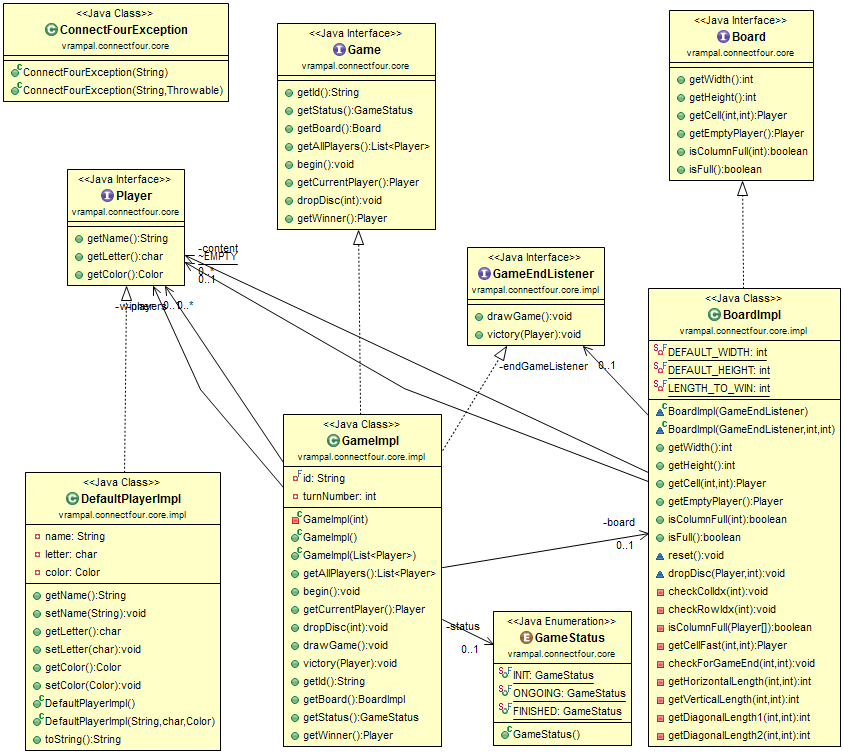 <<Java Class>>
ConnectFourException
vrampal.connectfour.core
ConnectFourException(String)
ConnectFourException(String,Throwable)
<<Java Interface>>
Game
vrampal.connectfour.core
getId():String
getStatus():GameStatus
getBoard():Board
getAllPlayers():List<Player>
begin():void
getCurrentPlayer():Player
dropDisc(int):void
getWinner():Player
<<Java Interface>>
Board
vrampal.connectfour.core
getWidth():int
getHeight():int
getCell(int,int):Player
getEmptyPlayer():Player
isColumnFull(int):boolean
isFull():boolean
<<Java Interface>>
Player
vrampal.connectfour.core
getName():String
getLetter():char
getColor():Color
-content
~EMPTY
0..*
0..1
0..1
0..*
<<Java Interface>>
GameEndListener
vrampal.connectfour.core.impl
drawGame():void
victory(Player):void
-endGameListener
0..1
<<Java Class>>
BoardImpl
vrampal.connectfour.core.impl
DEFAULT_WIDTH: int
DEFAULT_HEIGHT: int
LENGTH_TO_WIN: int
BoardImpl(GameEndListener)
BoardImpl(GameEndListener,int,int)
getWidth():int
getHeight():int
getCell(int,int):Player
getEmptyPlayer():Player
isColumnFull(int):boolean
isFull():boolean
reset():void
dropDisc(Player,int):void
checkColIdx(int):void
checkRowIdx(int):void
isColumnFull(Player[]):boolean
getCellFast(int,int):Player
checkForGameEnd(int,int):void
getHorizontalLength(int,int):int
getVerticalLength(int,int):int
getDiagonalLength1(int,int):int
getDiagonalLength2(int,int):int
<<Java Class>>
GameImpl
vrampal.connectfour.core.impl
id: String
turnNumber: int
GameImpl(int)
GameImpl()
GameImpl(List<Player>)
getAllPlayers():List<Player>
begin():void
getCurrentPlayer():Player
dropDisc(int):void
drawGame():void
victory(Player):void
getId():String
getBoard():BoardImpl
getStatus():GameStatus
getWinner():Player
-board
0..1
-status
0..1
<<Java Class>>
DefaultPlayerImpl
vrampal.connectfour.core.impl
name: String
letter: char
color: Color
getName():String
setName(String):void
getLetter():char
setLetter(char):void
getColor():Color
setColor(Color):void
DefaultPlayerImpl()
DefaultPlayerImpl(String,char,Color)
toString():String
<<Java Enumeration>>
GameStatus
vrampal.connectfour.core
INIT: GameStatus
ONGOING: GameStatus
FINISHED: GameStatus
GameStatus()